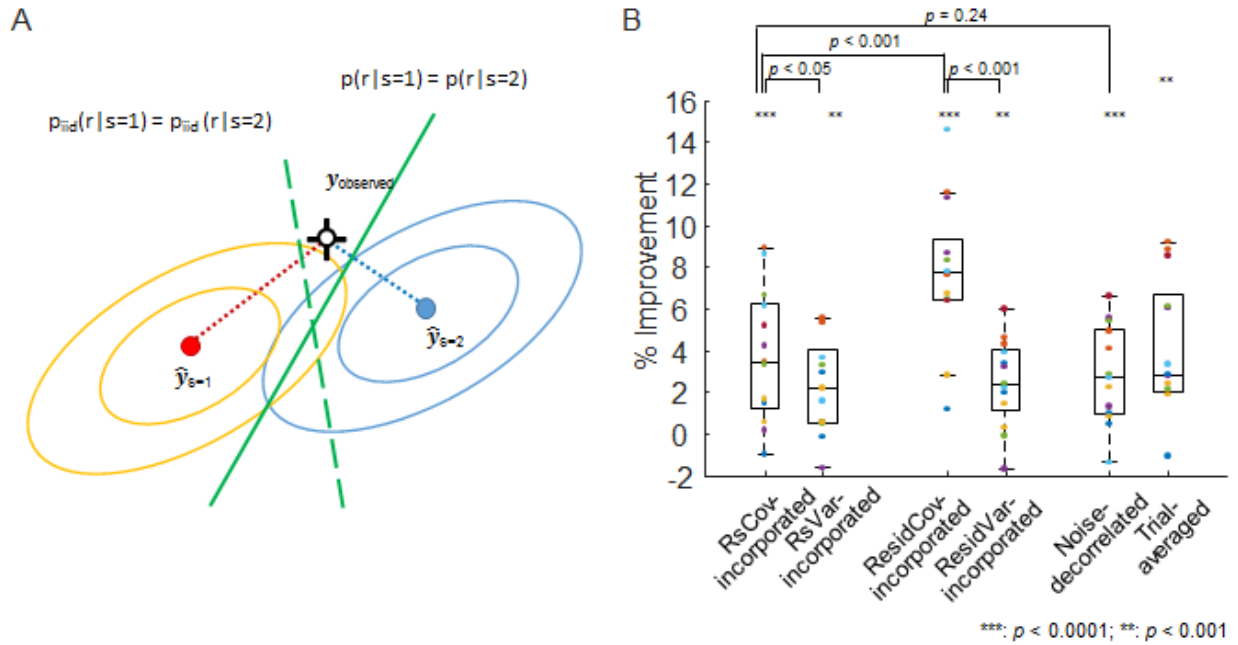 A
p(r|s=1) = p(r|s=2)
p_iid(r|s=1) = p_iid (r|s=2)
y_observed
ŷ_s=2
ŷ_s=1
B
p = 0.24
p < 0.001
p < 0.05
p < 0.001
**
*** ** *** ** ***
16
14
12
10
8
6
4
2
0
-2
% Improvement
RsCov-
incorporated
RsVar-
incorporated
ResidCov-
incorporated
ResidVar-
incorporated
Noise-
decorrelated
Trial-
averaged
***: p < 0.0001; **: p < 0.001